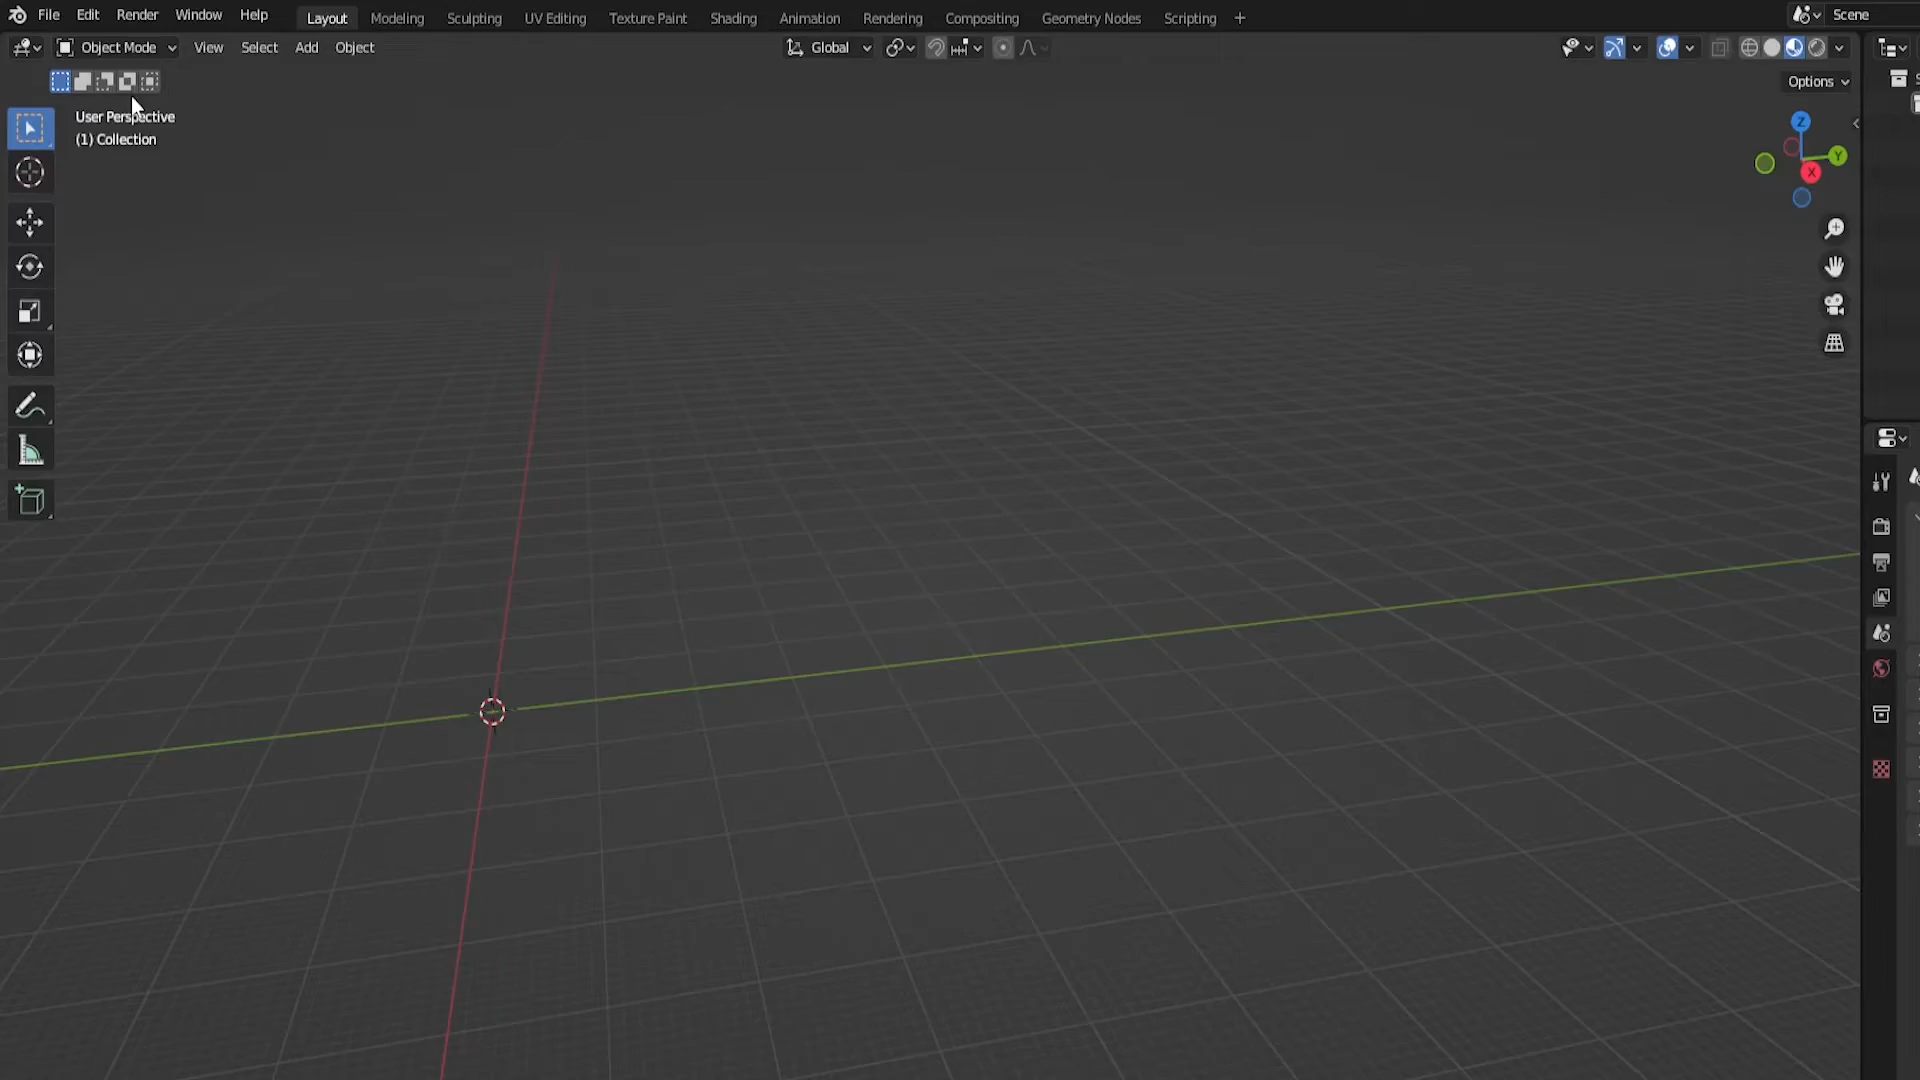 File Edit Render Window Help Layout Modeling Sculpting UV Editing Texture Paint Shading Animation Rendering Compositing Geometry Nodes Scripting + Scene
Object Mode View Select Add Object Global
Options
User Perspective
(1) Collection
Z
Y
X